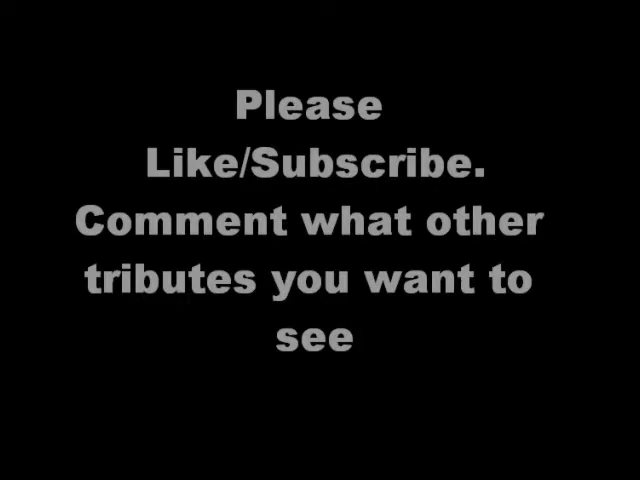 Please
Like/Subscribe.
Comment what other
tributes you want to
see